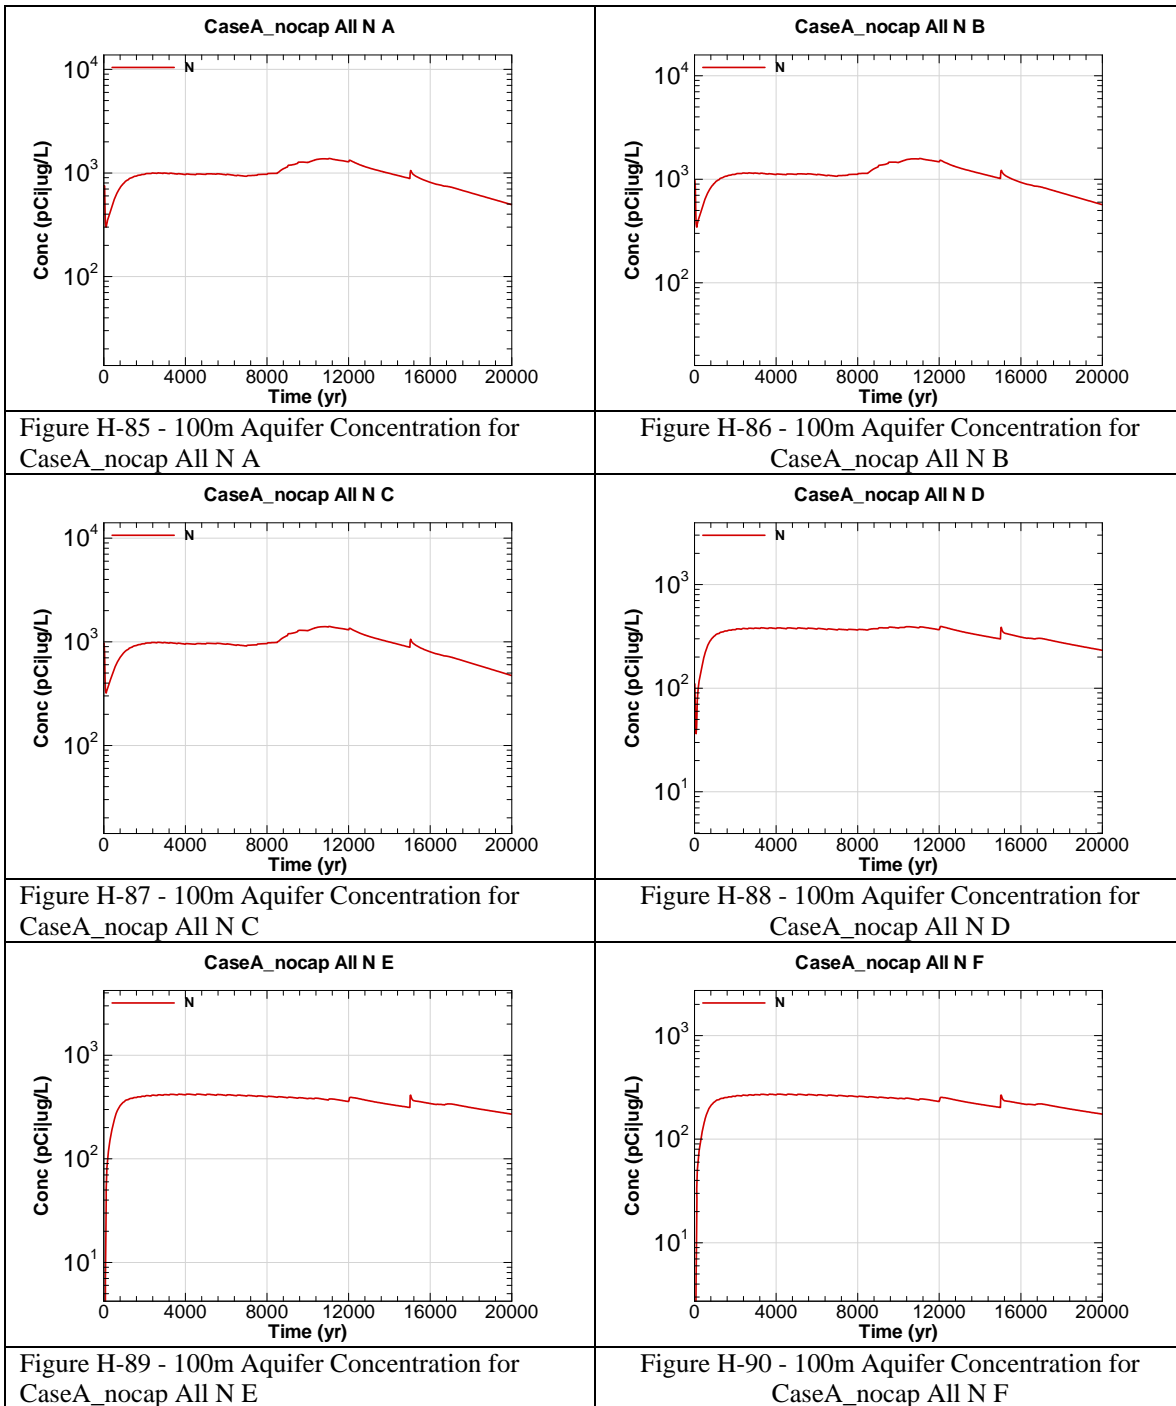 CaseA_nocap All N A
N
Conc (pCi|ug/L)
10^4
10^3
10^2
0 4000 8000 12000 16000 20000
Time (yr)
Figure H-85 - 100m Aquifer Concentration for
CaseA_nocap All N A
CaseA_nocap All N B
N
Conc (pCi|ug/L)
10^4
10^3
10^2
0 4000 8000 12000 16000 20000
Time (yr)
Figure H-86 - 100m Aquifer Concentration for
CaseA_nocap All N B
CaseA_nocap All N C
N
Conc (pCi|ug/L)
10^4
10^3
10^2
0 4000 8000 12000 16000 20000
Time (yr)
Figure H-87 - 100m Aquifer Concentration for
CaseA_nocap All N C
CaseA_nocap All N D
N
Conc (pCi|ug/L)
10^3
10^2
10^1
0 4000 8000 12000 16000 20000
Time (yr)
Figure H-88 - 100m Aquifer Concentration for
CaseA_nocap All N D
CaseA_nocap All N E
N
Conc (pCi|ug/L)
10^3
10^2
10^1
0 4000 8000 12000 16000 20000
Time (yr)
Figure H-89 - 100m Aquifer Concentration for
CaseA_nocap All N E
CaseA_nocap All N F
N
Conc (pCi|ug/L)
10^3
10^2
10^1
0 4000 8000 12000 16000 20000
Time (yr)
Figure H-90 - 100m Aquifer Concentration for
CaseA_nocap All N F